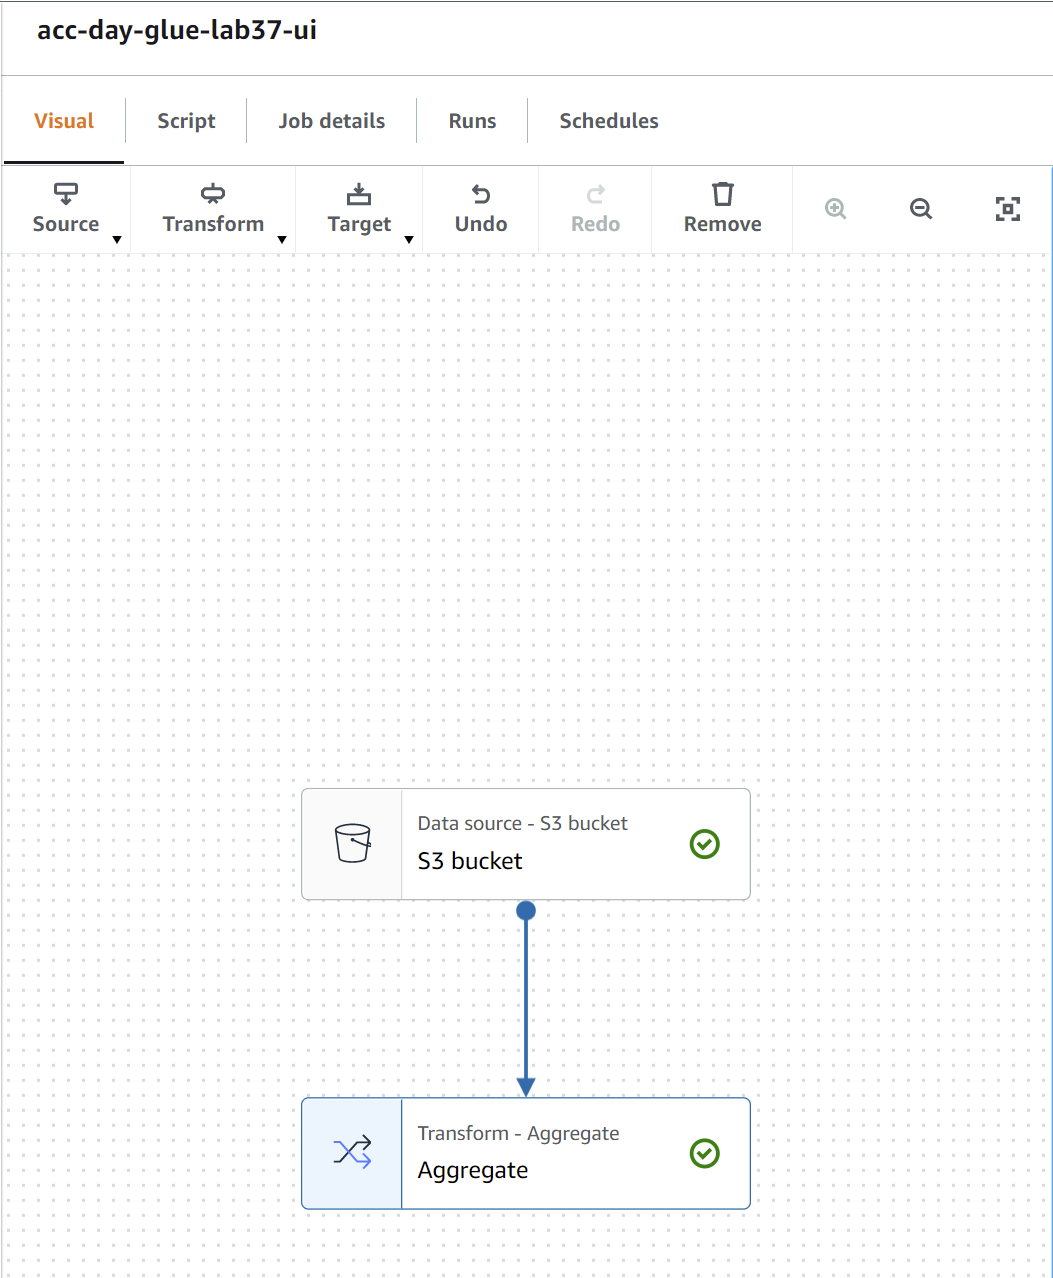 acc-day-glue-lab37-ui
Visual Script Job details Runs Schedules
Source Transform Target Undo Redo Remove
Data source - S3 bucket
S3 bucket
Transform - Aggregate
Aggregate